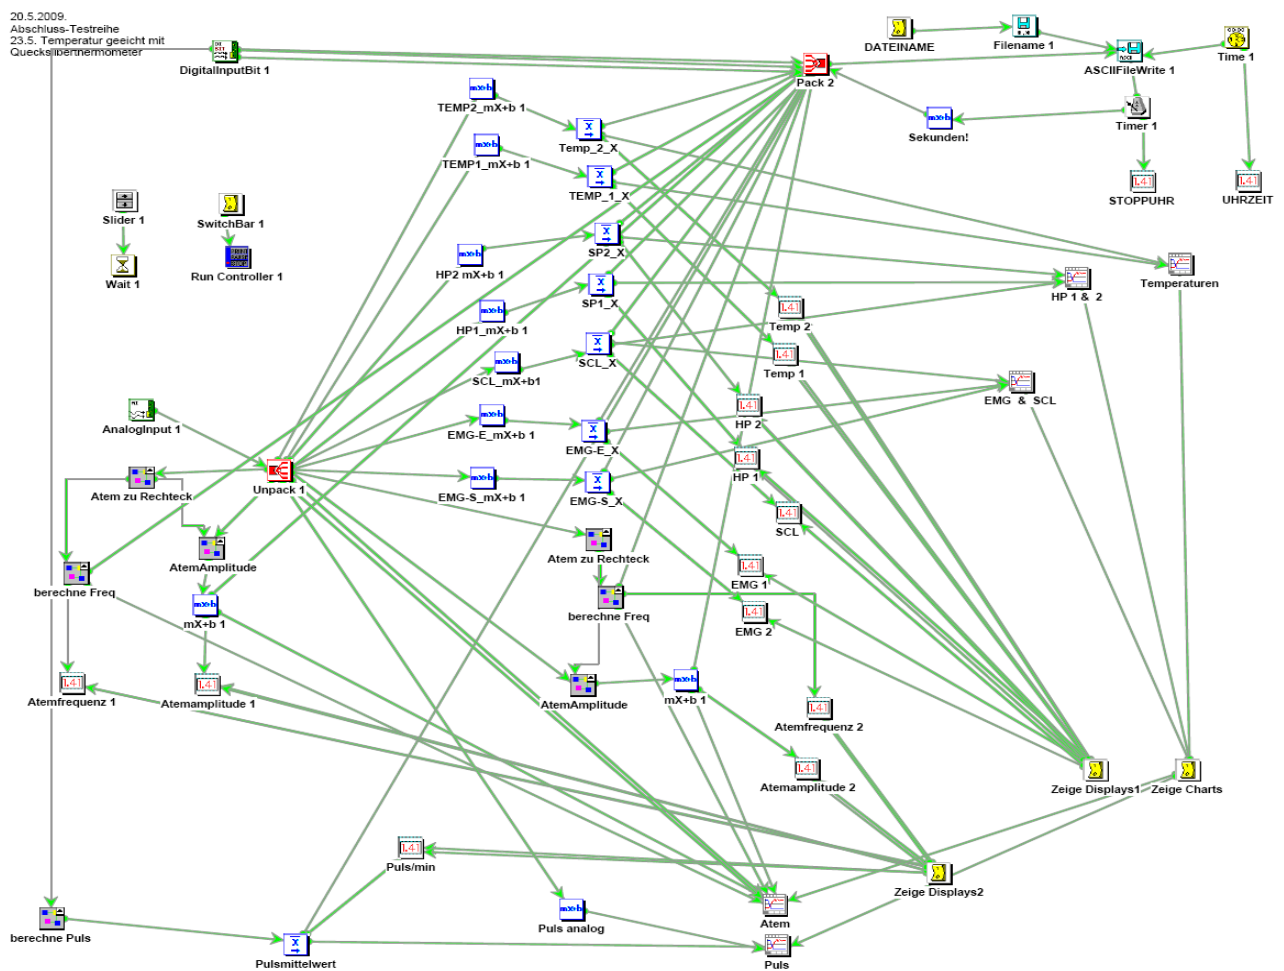 20.5.2009.
Abschluss-Testreihe
23.5. Temperatur geeicht mit
Quecksilberthermometer
DigitalInputBit 1
DATEINAME
Filename 1
ASCIIFileWrite 1
Time 1
Pack 2
TEMP2_mX+b 1
Temp_2_X
Sekunden!
Timer 1
TEMP1_mX+b 1
TEMP_1_X
STOPPUHR
UHRZEIT
Slider 1
SwitchBar 1
SP2_X
HP2 mX+b 1
Wait 1
Run Controller 1
Temperaturen
HP 1 & 2
SP1_X
HP1_mX+b 1
Temp 2
SCL_X
Temp 1
SCL_mX+b1
EMG & SCL
AnalogInput 1
HP 2
EMG-E_mX+b 1
EMG-E_X
HP 1
Unpack 1
Atem zu Rechteck
EMG-S_mX+b 1
EMG-S_X
SCL
AtemAmplitude
Atem zu Rechteck
berechne Freq
EMG 1
berechne Freq
mX+b 1
EMG 2
Atemfrequenz 1
Atemamplitude 1
AtemAmplitude
mX+b 1
Atemfrequenz 2
Atemamplitude 2
Zeige Displays1
Zeige Charts
Puls/min
Zeige Displays2
berechne Puls
Puls analog
Atem
Pulsmittelwert
Puls